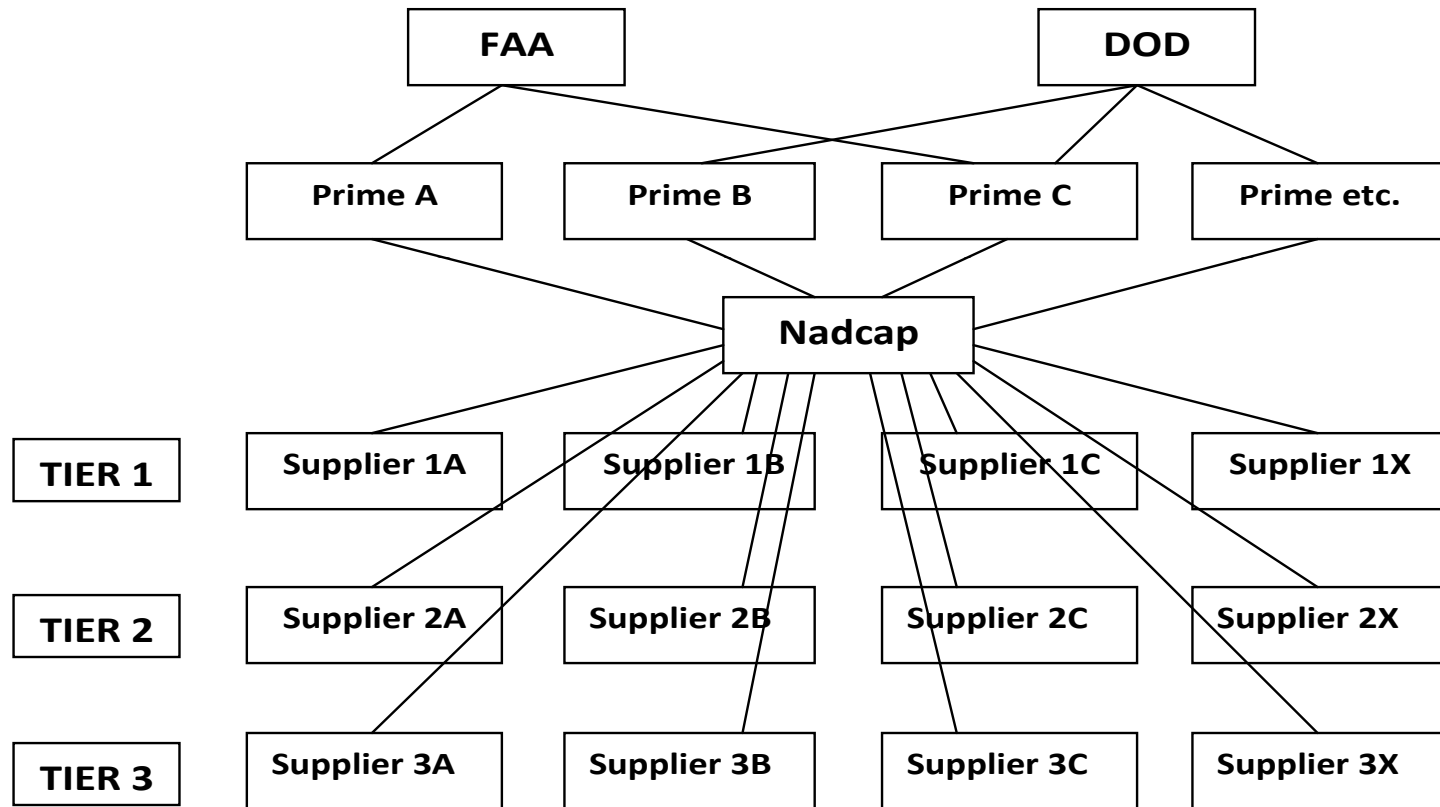 FAA
DOD
Prime A
Prime B
Prime C
Prime etc.
Nadcap
TIER 1
Supplier 1A
Supplier 1B
Supplier 1C
Supplier 1X
TIER 2
Supplier 2A
Supplier 2B
Supplier 2C
Supplier 2X
TIER 3
Supplier 3A
Supplier 3B
Supplier 3C
Supplier 3X